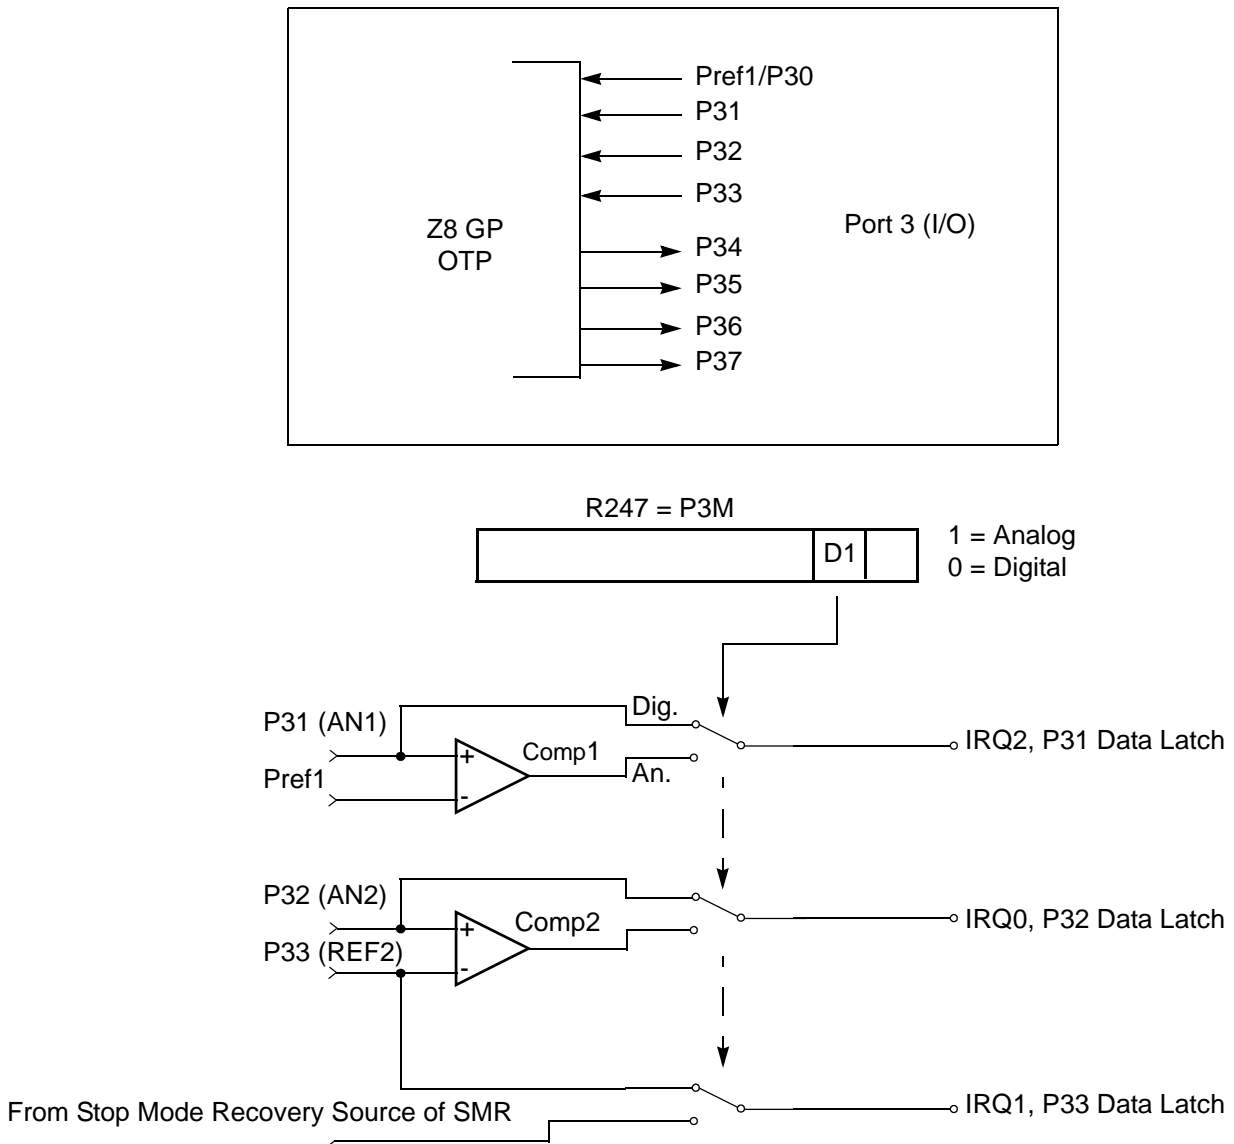 Pref1/P30
P31
P32
P33
Z8 GP
OTP
Port 3 (I/O)
P34
P35
P36
P37
R247 = P3M
D1
1 = Analog
0 = Digital
P31 (AN1)
Dig.
+
Comp1
IRQ2, P31 Data Latch
Pref1
An.
-
P32 (AN2)
+
Comp2
IRQ0, P32 Data Latch
P33 (REF2)
-
From Stop Mode Recovery Source of SMR
IRQ1, P33 Data Latch